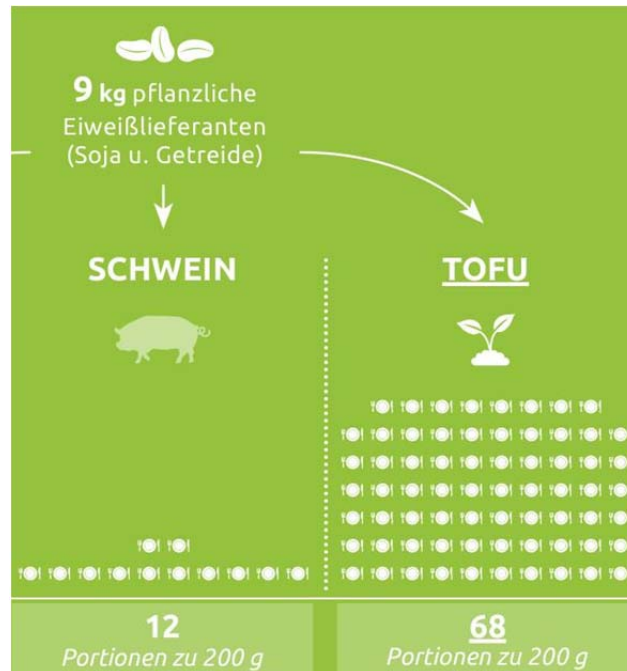 9 kg pflanzliche
Eiweißlieferanten
(Soja u. Getreide)
SCHWEIN
TOFU
12
Portionen zu 200 g
68
Portionen zu 200 g